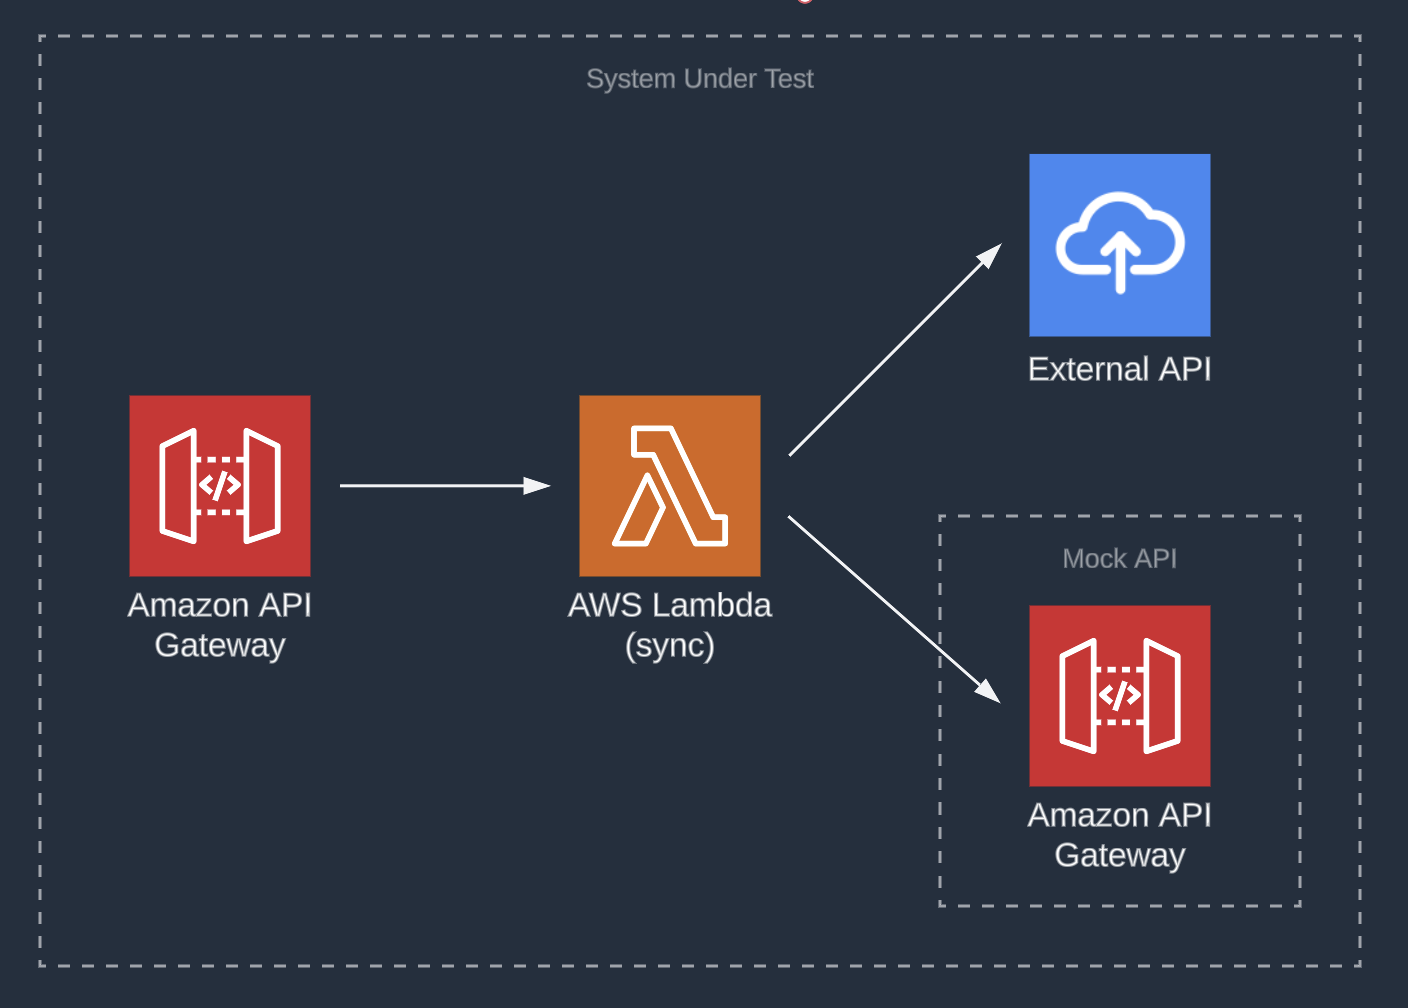 System Under Test
External API
Amazon API
Gateway
</>
AWS Lambda
(sync)
Mock API
</>
Amazon API
Gateway